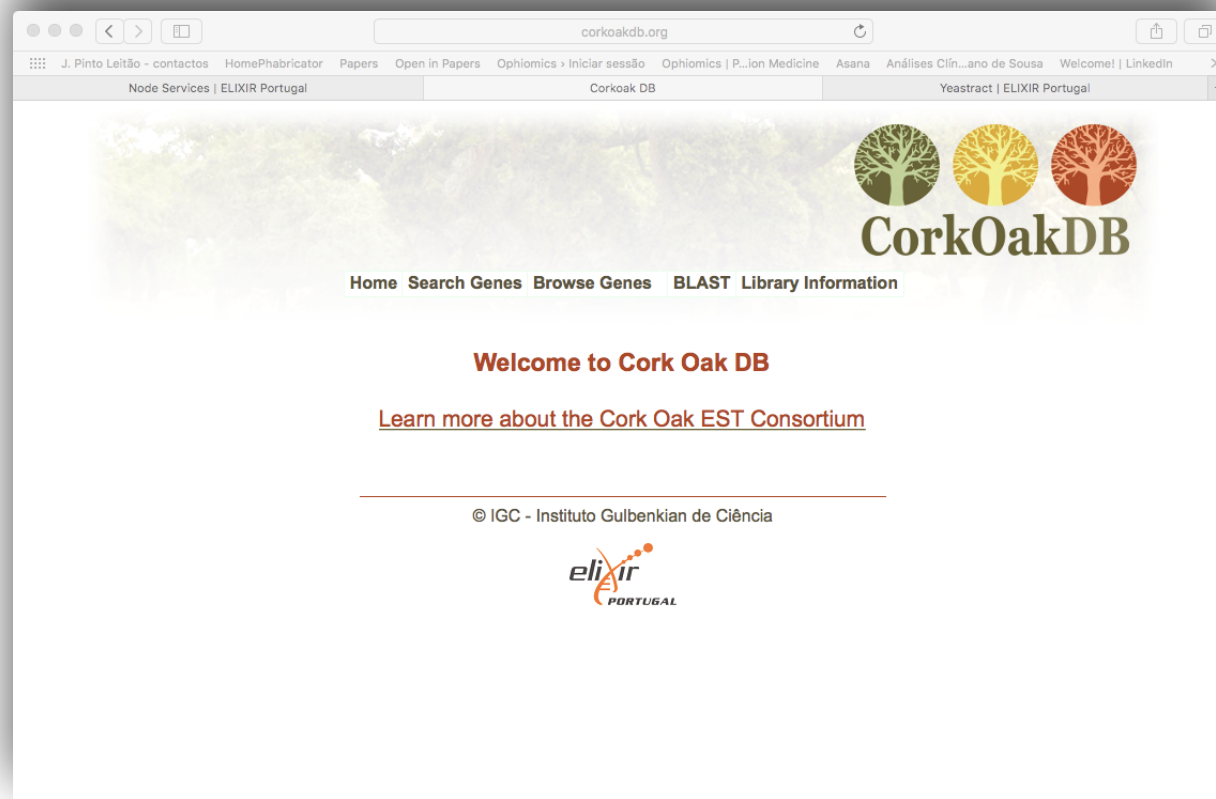 corkoakdb.org
J. Pinto Leitão - contactos HomePhabricator Papers Open in Papers Ophiomics › Iniciar sessão Ophiomics | P...ion Medicine Asana Análises Clín...ano de Sousa Welcome! | LinkedIn
Node Services | ELIXIR Portugal Corkoak DB Yeastract | ELIXIR Portugal
CorkOakDB
Home Search Genes Browse Genes BLAST Library Information
Welcome to Cork Oak DB
Learn more about the Cork Oak EST Consortium
© IGC - Instituto Gulbenkian de Ciência
elixir
PORTUGAL